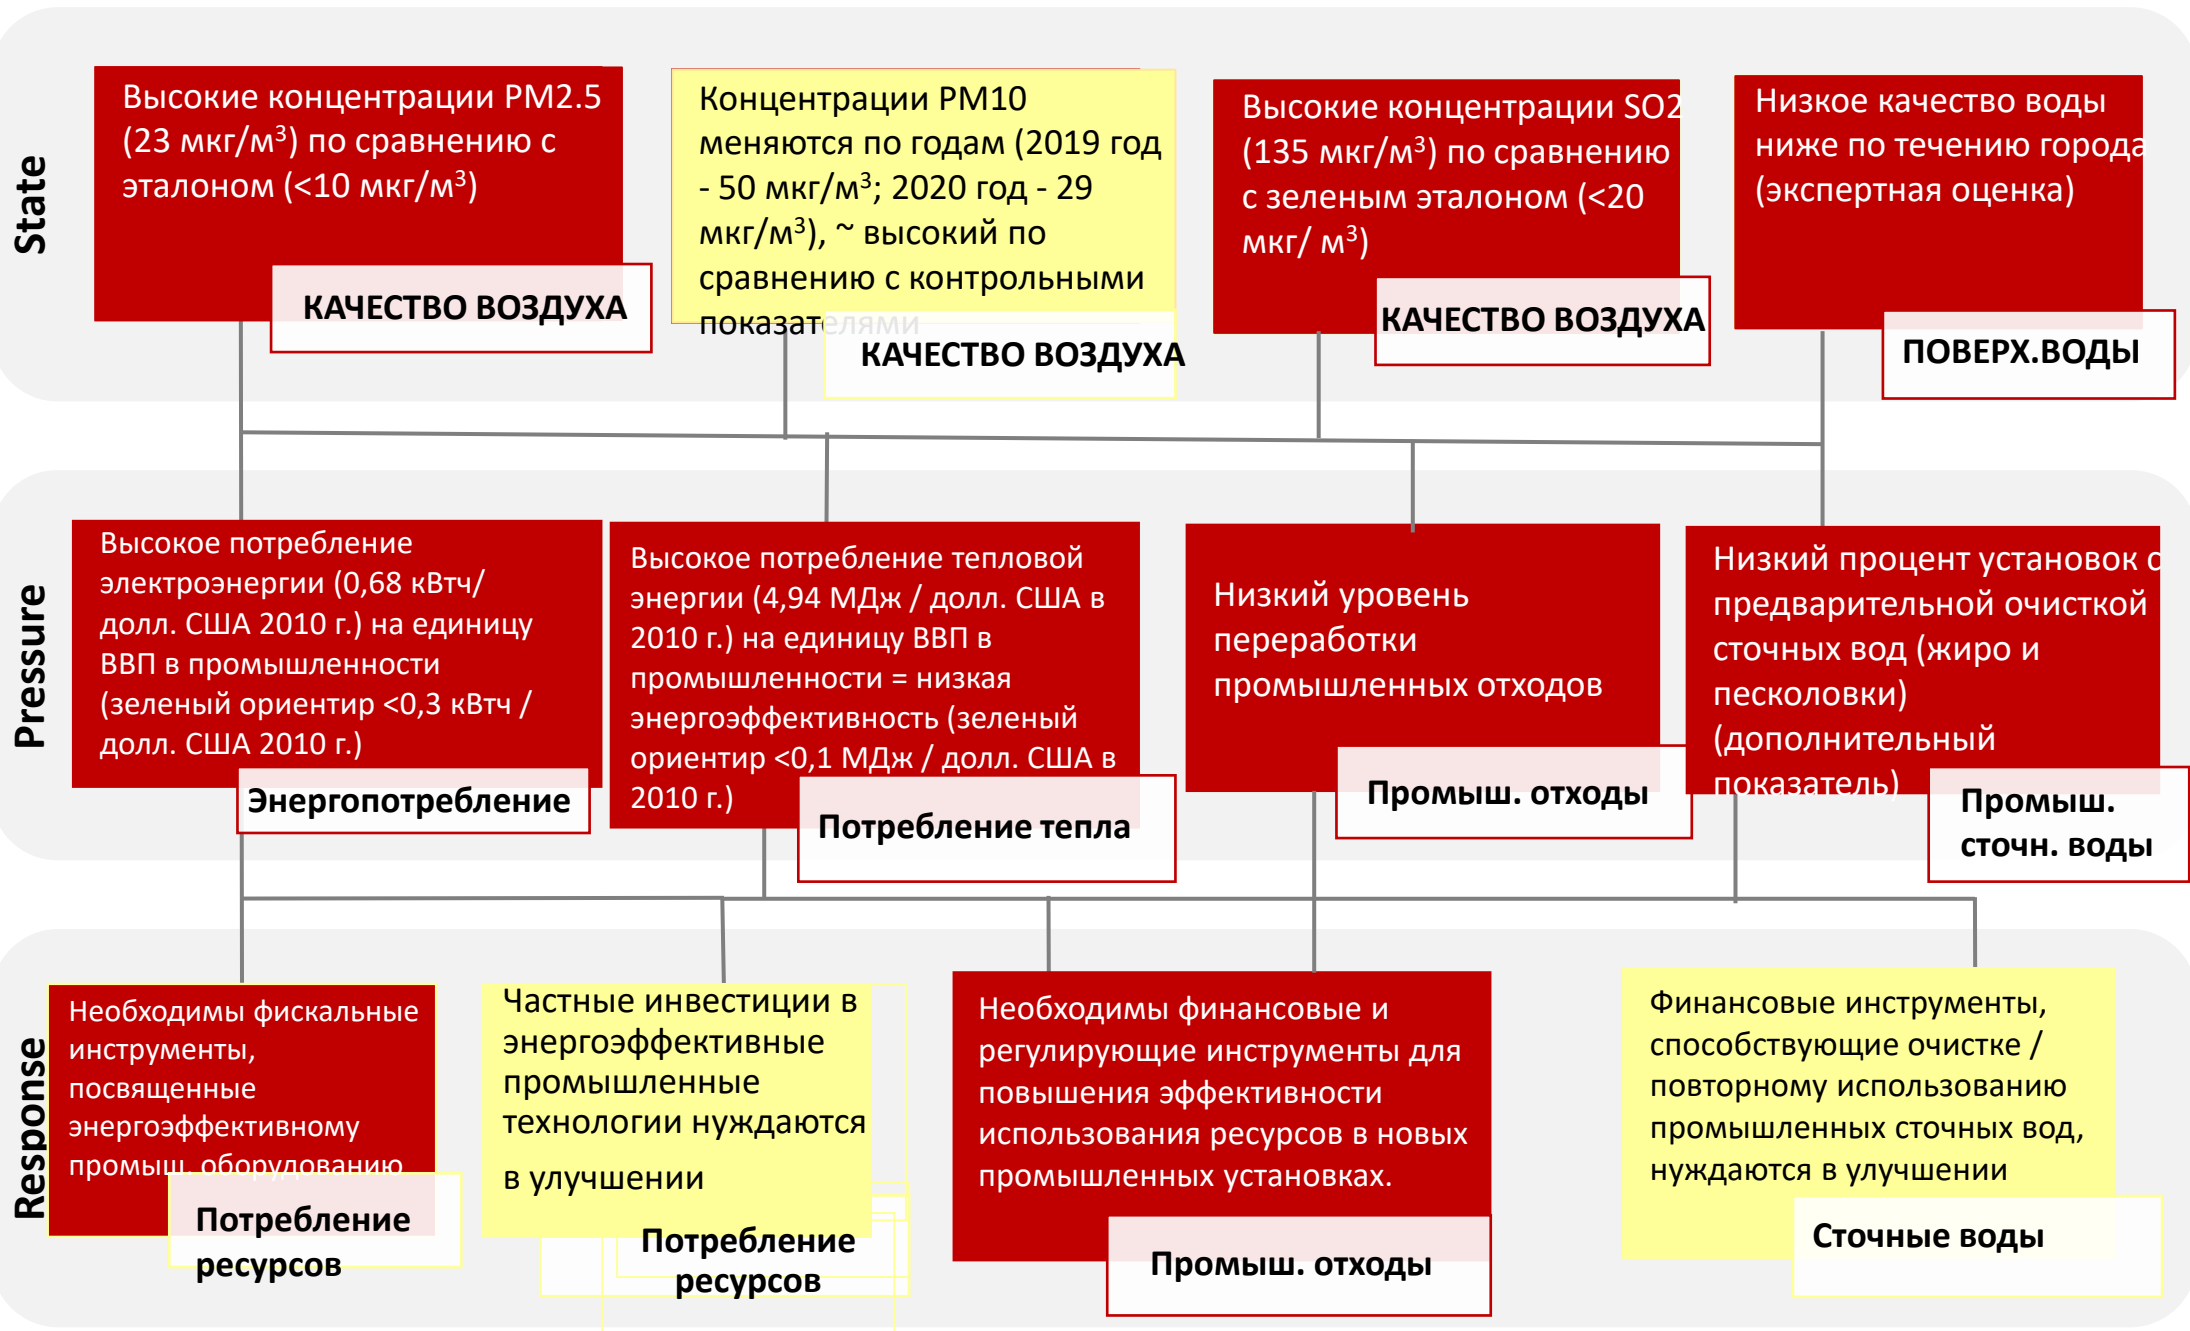 State
Высокие концентрации PM2.5
(23 мкг/м³) по сравнению с
эталоном (<10 мкг/м³)
КАЧЕСТВО ВОЗДУХА
Концентрации PM10
меняются по годам (2019 год
- 50 мкг/м³; 2020 год - 29
мкг/м³), ~ высокий по
сравнению с контрольными
показателями
КАЧЕСТВО ВОЗДУХА
Высокие концентрации SO2
(135 мкг/м³) по сравнению
с зеленым эталоном (<20
мкг/ м³)
КАЧЕСТВО ВОЗДУХА
Низкое качество воды
ниже по течению города
(экспертная оценка)
ПОВЕРХ.ВОДЫ
Pressure
Высокое потребление
электроэнергии (0,68 кВтч/
долл. США 2010 г.) на единицу
ВВП в промышленности
(зеленый ориентир <0,3 кВтч /
долл. США 2010 г.)
Энергопотребление
Высокое потребление тепловой
энергии (4,94 МДж / долл. США в
2010 г.) на единицу ВВП в
промышленности = низкая
энергоэффективность (зеленый
ориентир <0,1 МДж / долл. США в
2010 г.)
Потребление тепла
Низкий уровень
переработки
промышленных отходов
Промыш. отходы
Низкий процент установок с
предварительной очисткой
сточных вод (жиро и
песколовки)
(дополнительный
показатель)
Промыш.
сточн. воды
Response
Необходимы фискальные
инструменты,
посвященные
энергоэффективному
промыш. оборудованию
Потребление
ресурсов
Частные инвестиции в
энергоэффективные
промышленные
технологии нуждаются
в улучшении
Потребление
ресурсов
Необходимы финансовые и
регулирующие инструменты для
повышения эффективности
использования ресурсов в новых
промышленных установках.
Промыш. отходы
Финансовые инструменты,
способствующие очистке /
повторному использованию
промышленных сточных вод,
нуждаются в улучшении
Сточные воды